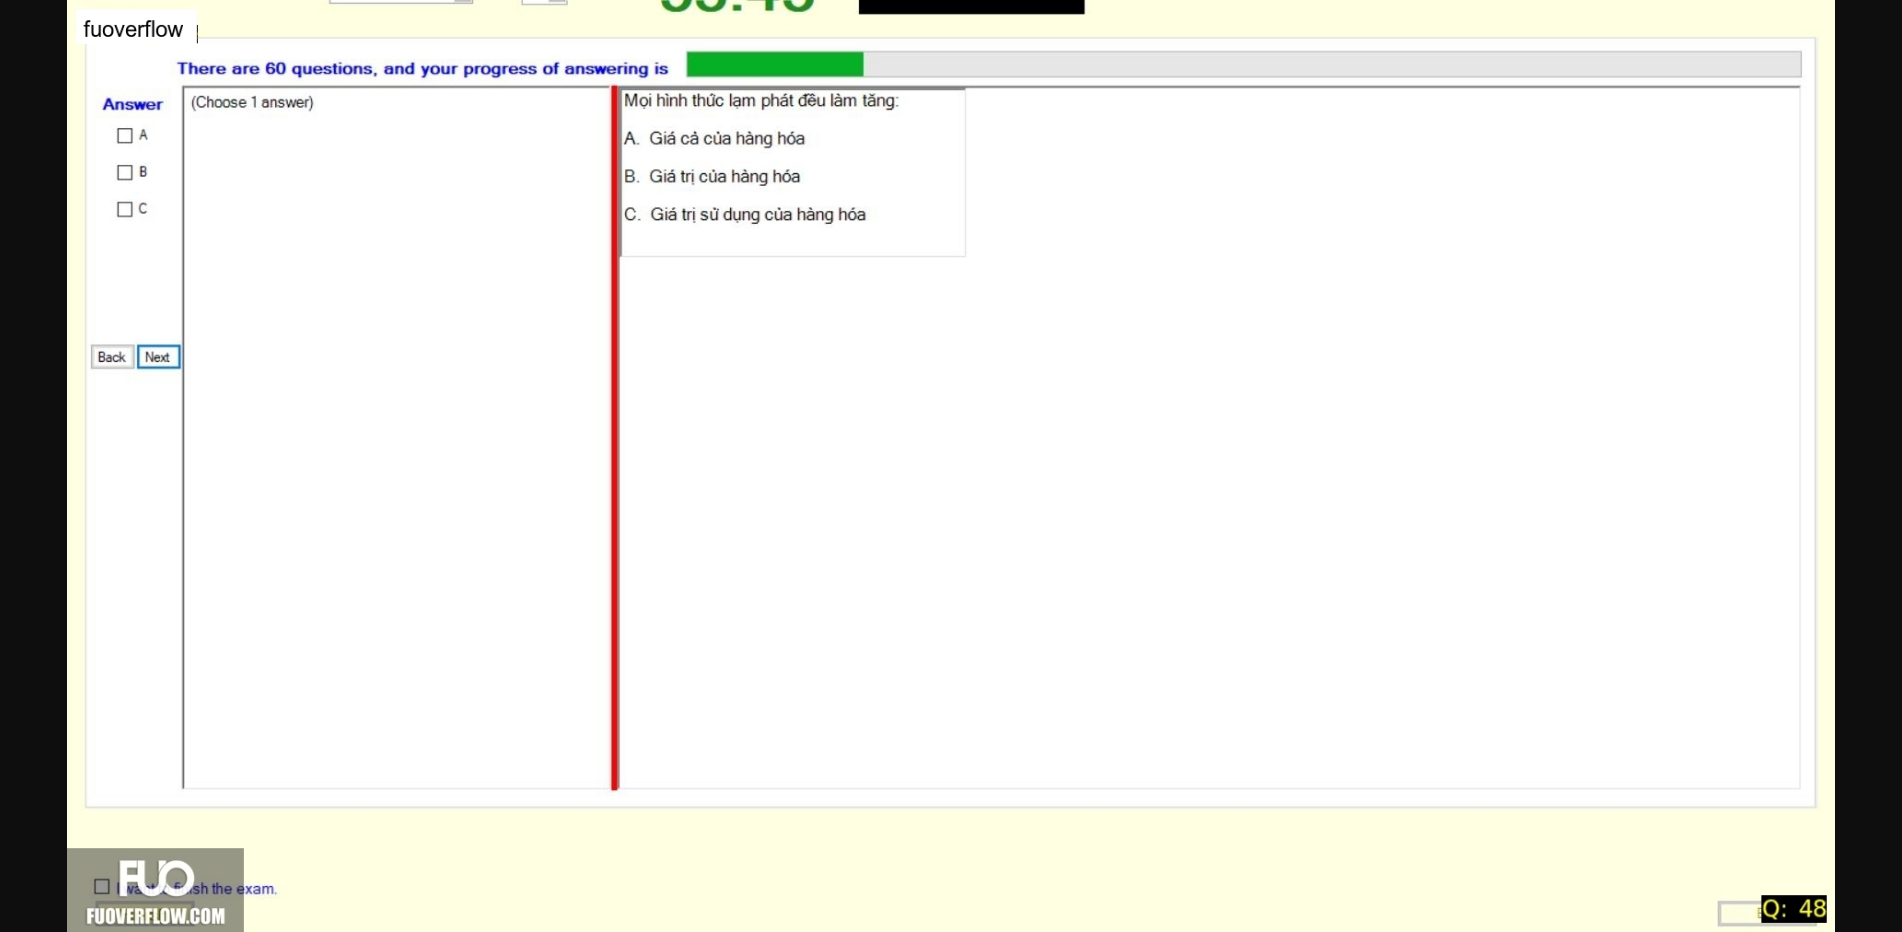 fuoverflow
There are 60 questions, and your progress of answering is
Answer
(Choose 1 answer)
A
B
C
Back
Next
Mọi hình thức lạm phát đều làm tăng:
A. Giá cả của hàng hóa
B. Giá trị của hàng hóa
C. Giá trị sử dụng của hàng hóa
FUO
sh the exam.
FUOVERFLOW.COM
Q: 48